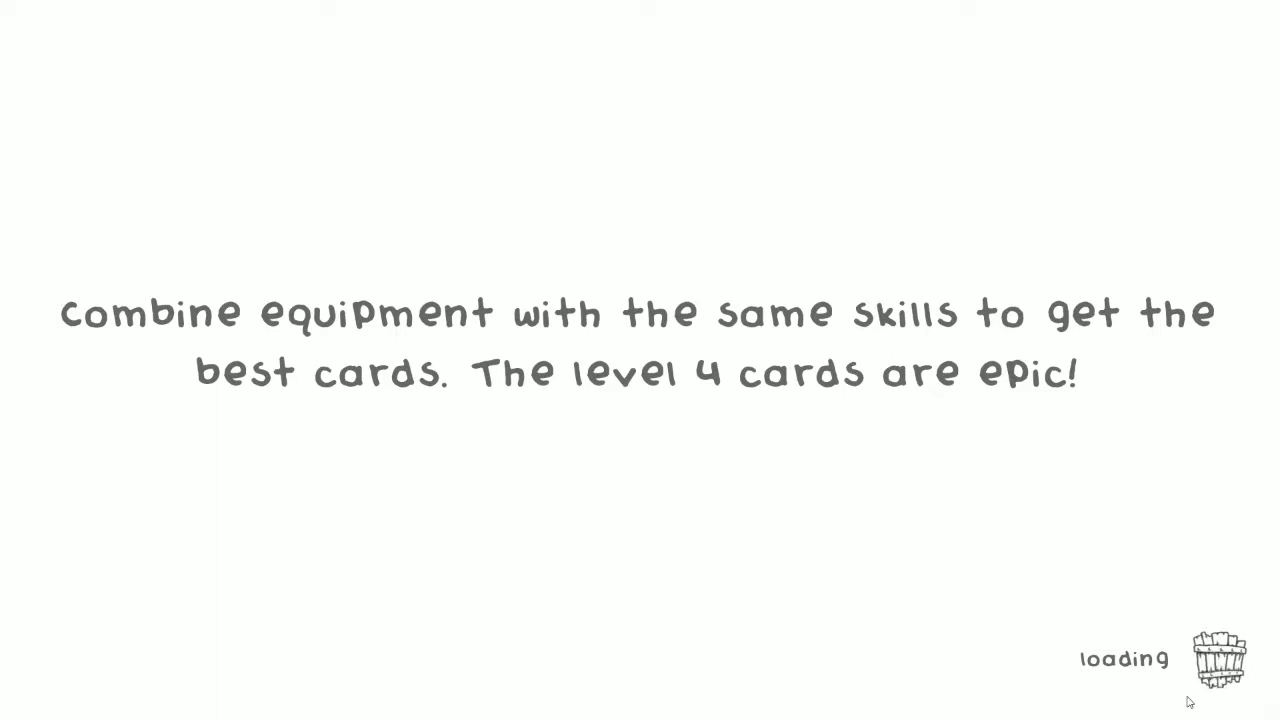 Combine equipment with the same skills to get the
best cards. The level 4 cards are epic!
loading